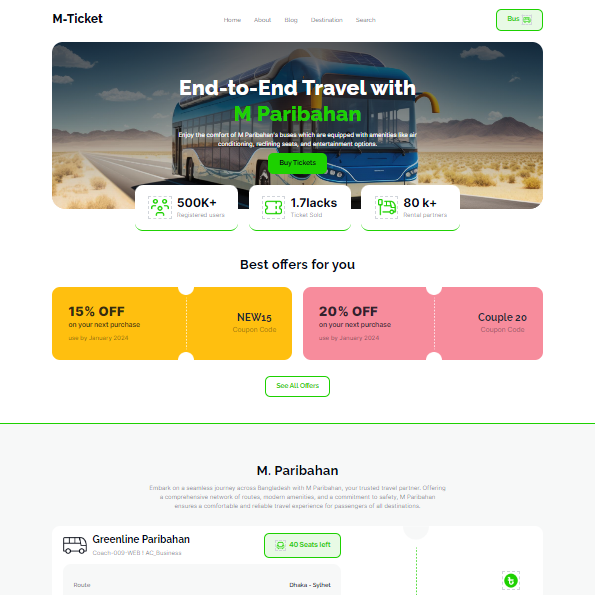 M-Ticket
Home About Blog Destination Search
Bus
End-to-End Travel with
M Paribahan
Enjoy the comfort of M Paribahan's buses which are equipped with amenities like air
conditioning, reclining seats, and entertainment options.
Buy Tickets
500K+
Registered users
1.7lacks
Ticket Sold
80 k+
Rental partners
Best offers for you
15% OFF
on your next purchase
use by January 2024
NEW15
Coupon Code
20% OFF
on your next purchase
use by January 2024
Couple 20
Coupon Code
See All Offers
M. Paribahan
Embark on a seamless journey across Bangladesh with M Paribahan, your trusted travel partner. Offering
a comprehensive network of routes, modern amenities, and a commitment to safety, M Paribahan
ensures a comfortable and reliable travel experience for passengers of all destinations.
Greenline Paribahan
Coach-009-WEB | AC_Business
40 Seats left
Route
Dhaka - Sylhet
৳